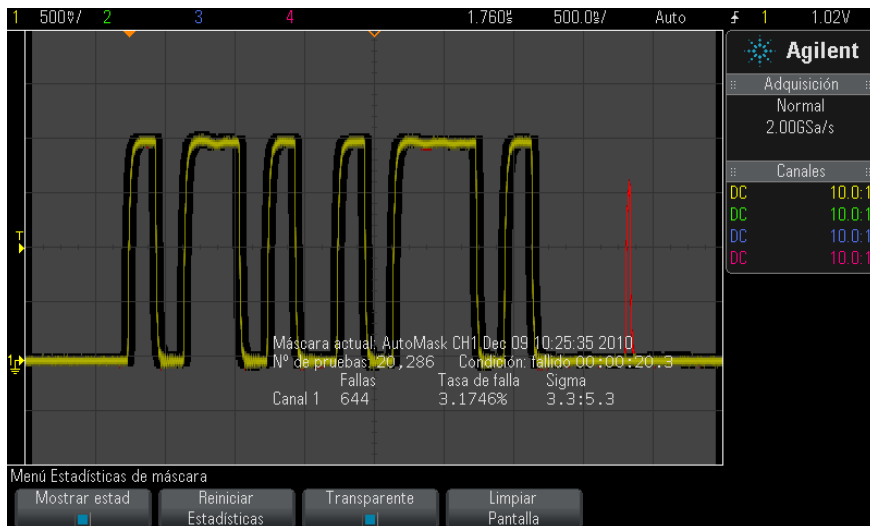 1 500♉/ 2 3 4 1.760s 500.0s/ Auto 1 1.02V
Agilent
Adquisición
Normal
2.00GSa/s
Canales
DC 10.0:1
DC 10.0:1
DC 10.0:1
DC 10.0:1
T
1
Máscara actual: AutoMask CH1 Dec 09 10:25:35 2010
Nº de pruebas: 20,286 Condición: fallido 00:00:20.3
Fallas Tasa de falla Sigma
Canal 1 644 3.1746% 3.3:5.3
Menú Estadísticas de máscara
Mostrar estad Reiniciar Estadísticas Transparente Limpiar Pantalla